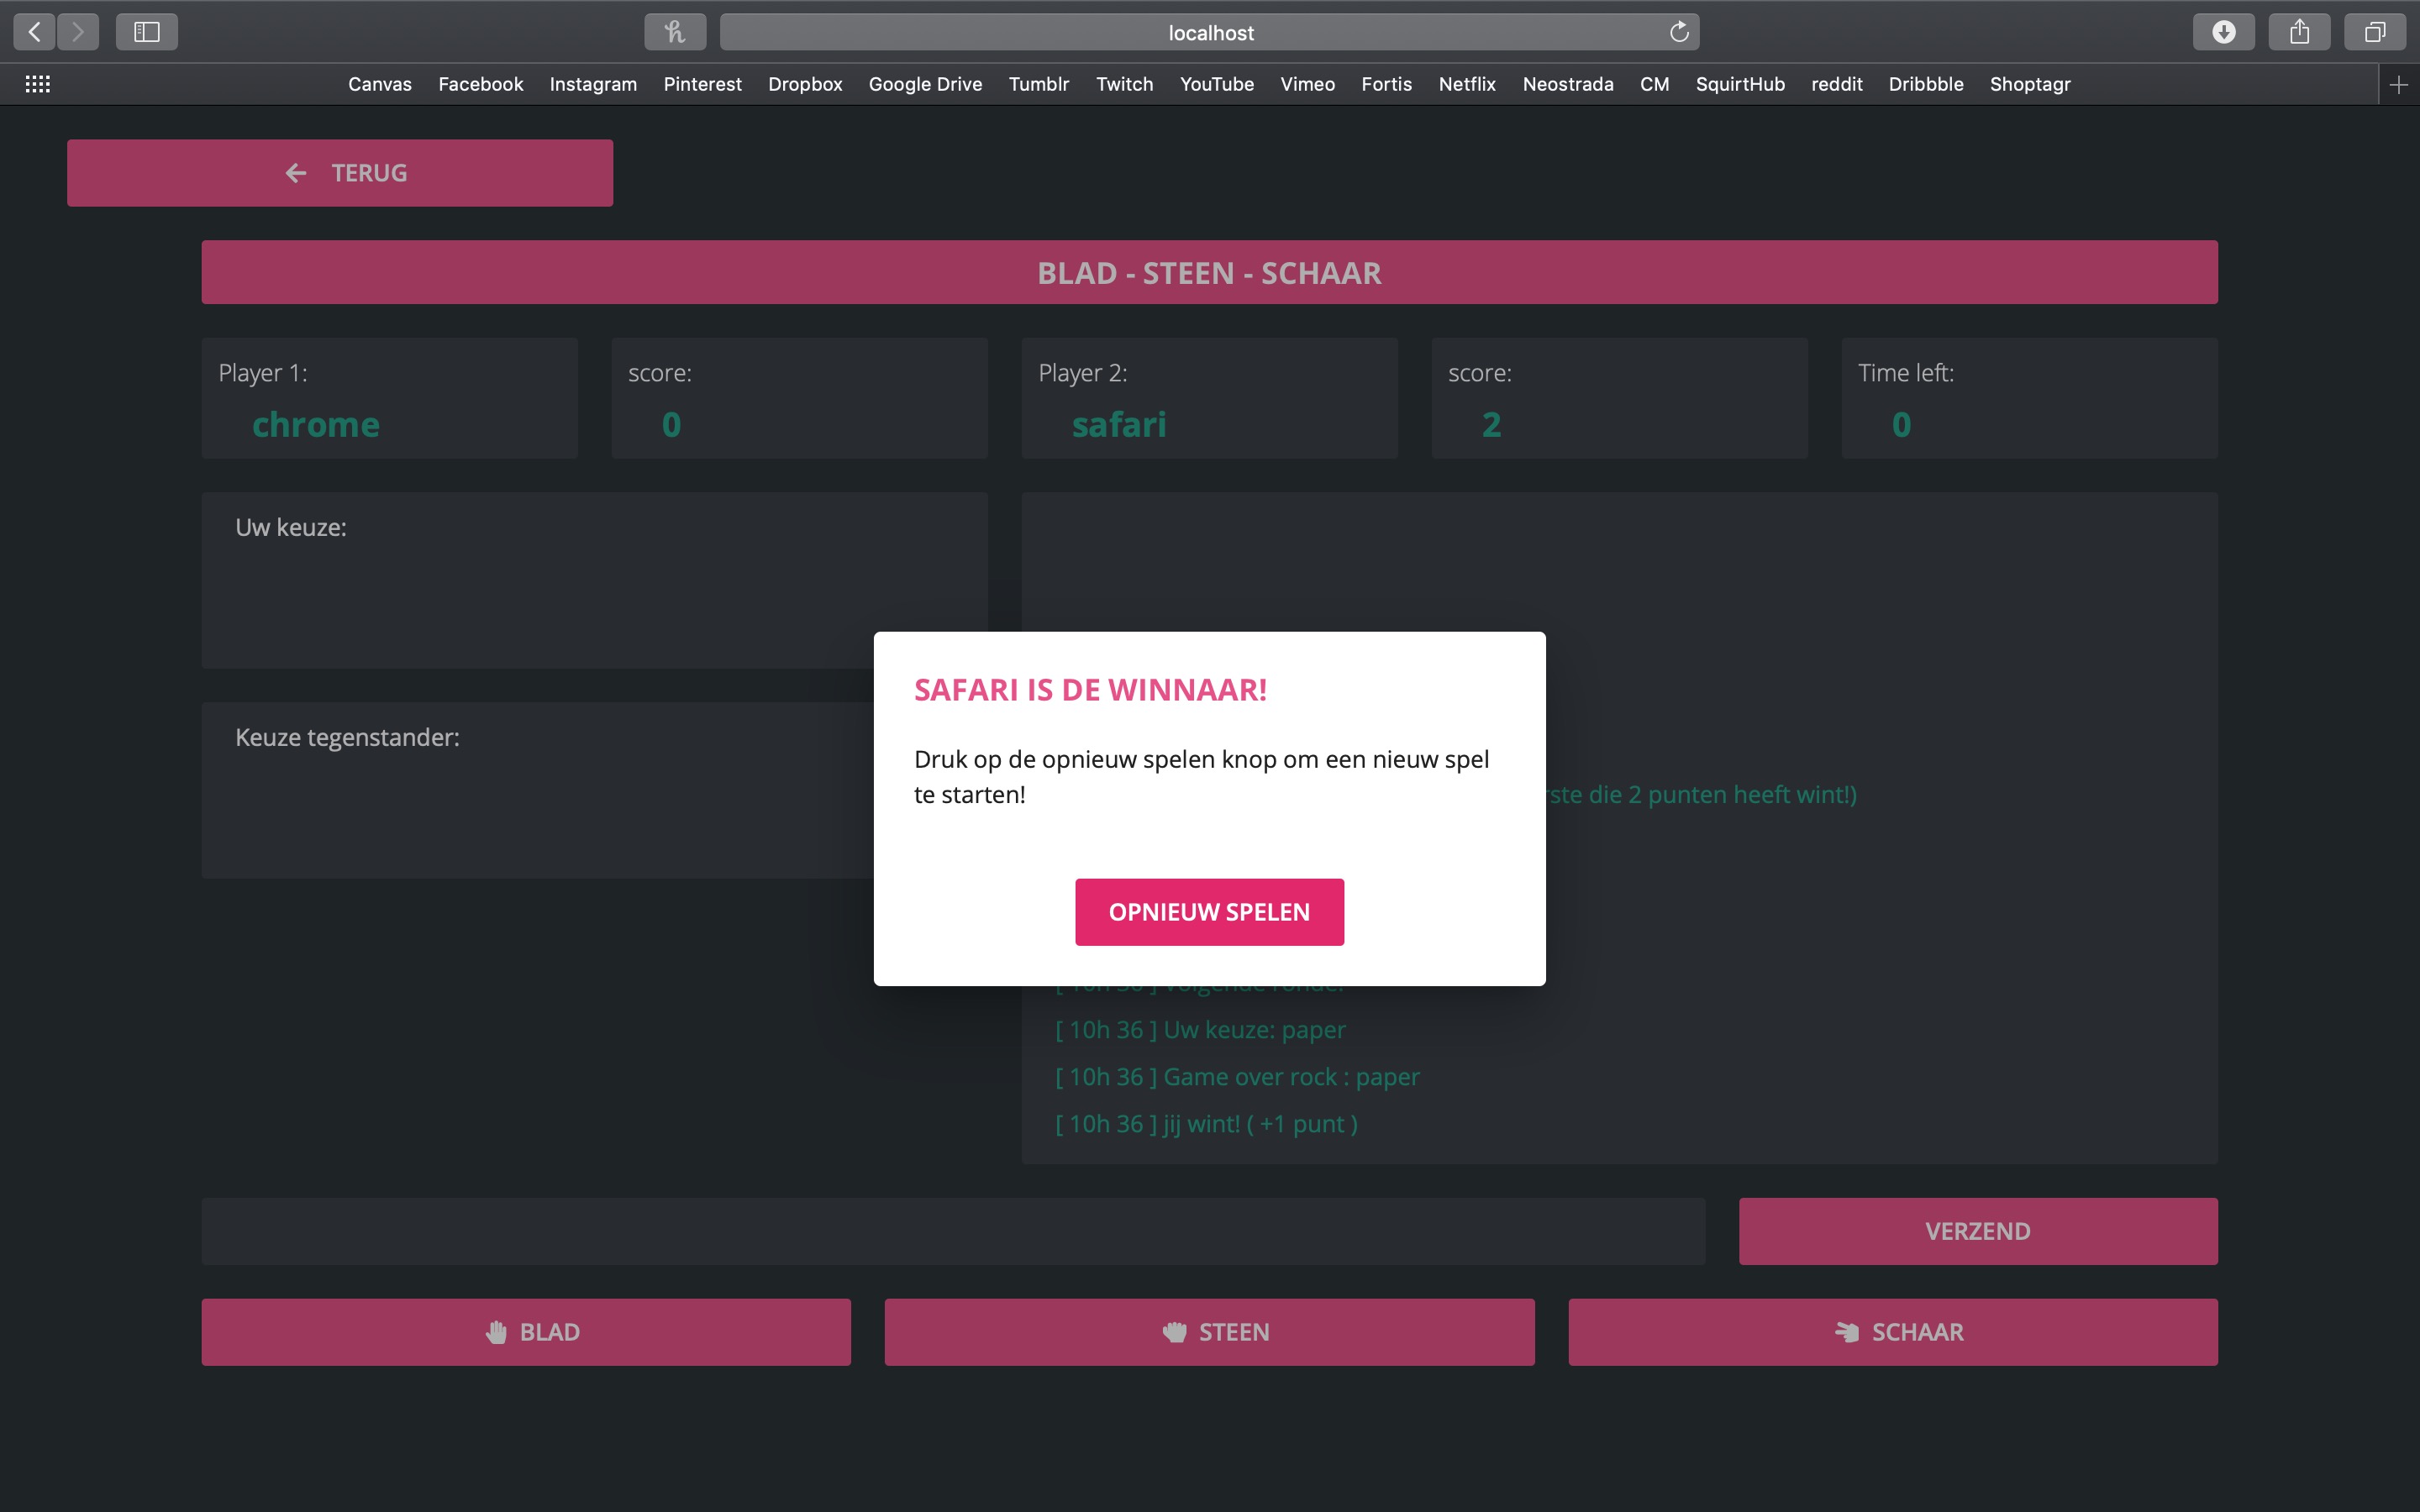 localhost
Canvas Facebook Instagram Pinterest Dropbox Google Drive Tumblr Twitch YouTube Vimeo Fortis Netflix Neostrada CM SquirtHub reddit Dribbble Shoptagr
TERUG
BLAD - STEEN - SCHAAR
Player 1: score: Player 2: score: Time left:
chrome 0 safari 2 0
Uw keuze:
Keuze tegenstander:
SAFARI IS DE WINNAAR!
Druk op de opnieuw spelen knop om een nieuw spel
te starten!
die 2 punten heeft wint!)
OPNIEUW SPELEN
[ 10h 36 ] Uw keuze: paper
[ 10h 36 ] Game over rock : paper
[ 10h 36 ] jij wint! ( +1 punt )
VERZEND
BLAD STEEN SCHAAR